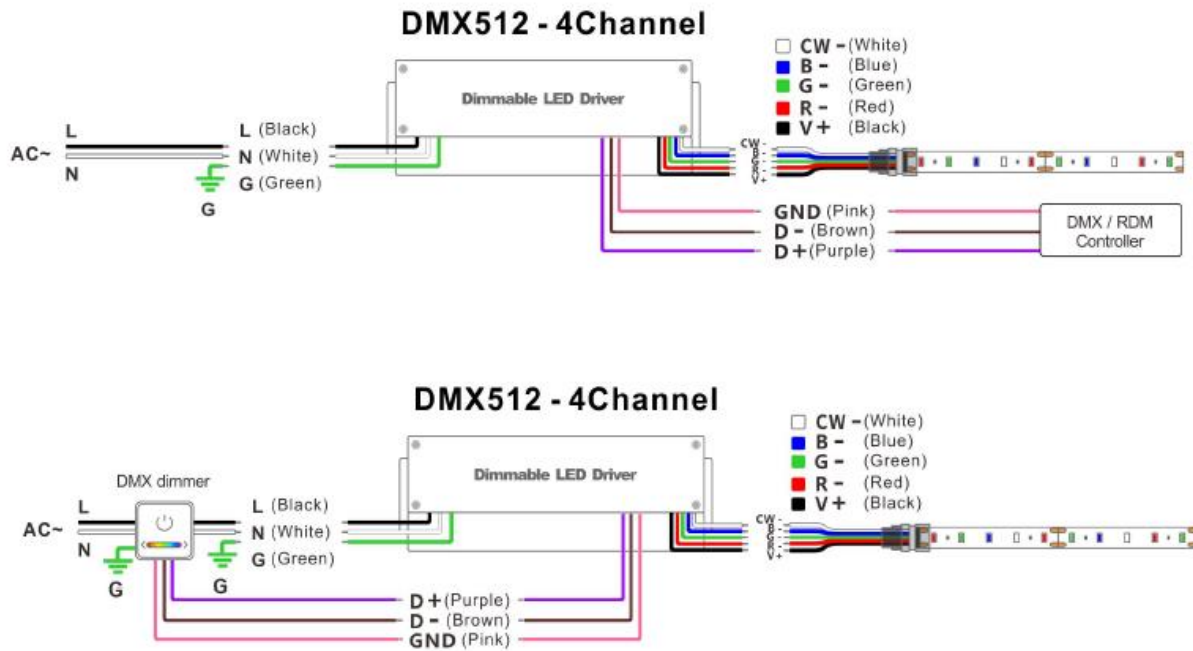 DMX512 - 4Channel
CW - (White)
B - (Blue)
G - (Green)
R - (Red)
V + (Black)
Dimmable LED Driver
L
AC~
N
L (Black)
N (White)
G (Green)
G
CW -
B -
G -
R -
V+
GND (Pink)
D - (Brown)
D + (Purple)
DMX / RDM
Controller
DMX512 - 4Channel
CW - (White)
B - (Blue)
G - (Green)
R - (Red)
V + (Black)
Dimmable LED Driver
DMX dimmer
L
AC~
N
G
L (Black)
N (White)
G (Green)
G
CW -
B -
G -
R -
V+
D + (Purple)
D - (Brown)
GND (Pink)